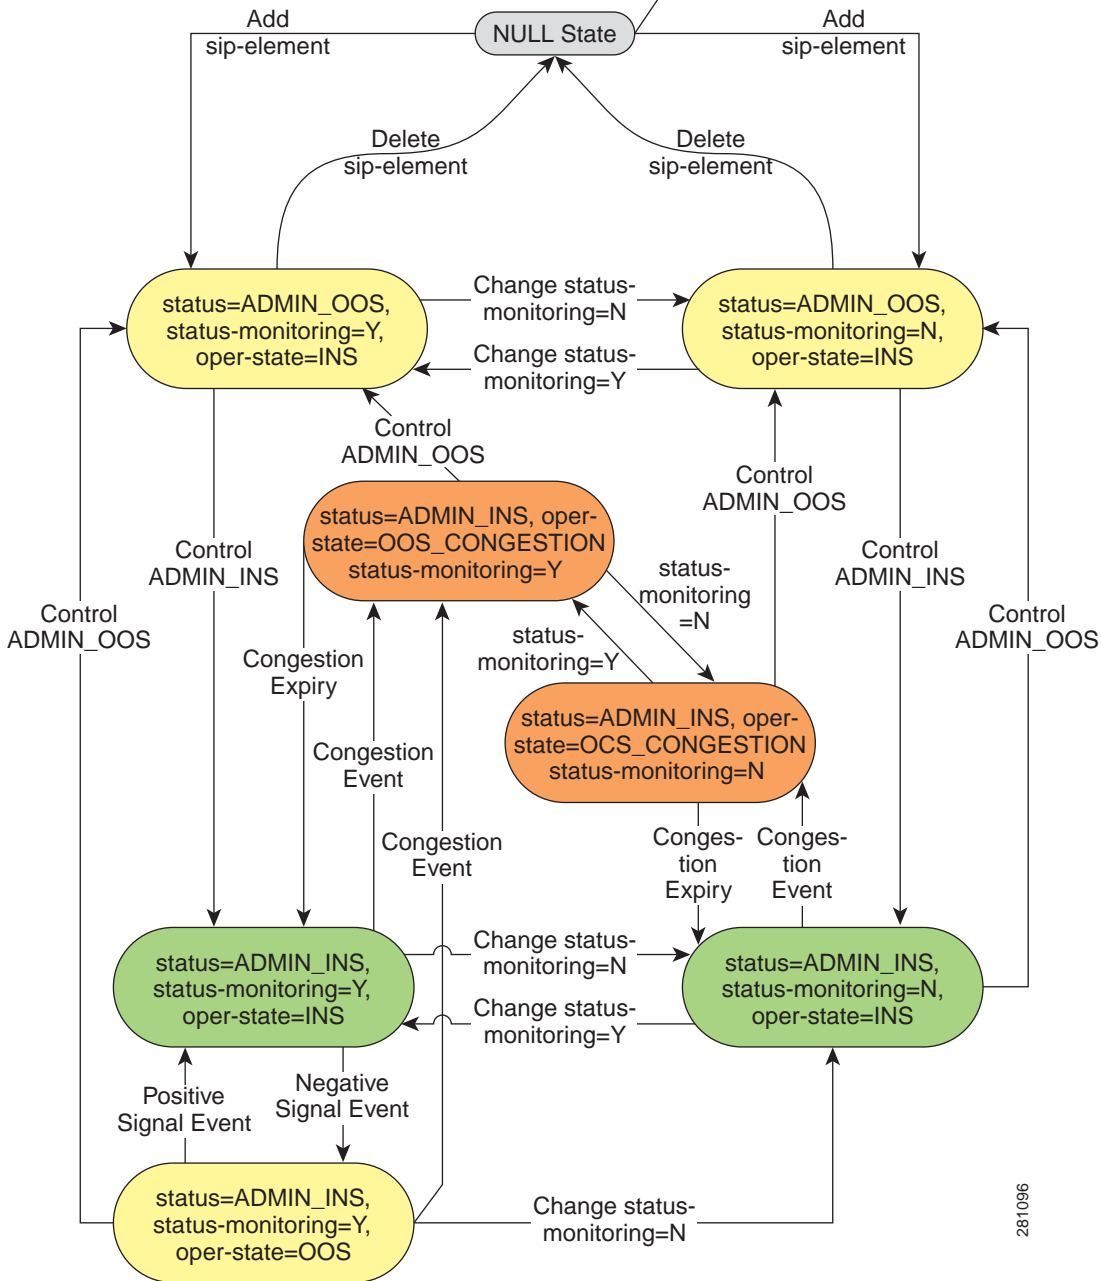 Add
sip-element
NULL State
Add
sip-element
Delete
sip-element
Delete
sip-element
status=ADMIN_OOS,
status-monitoring=Y,
oper-state=INS
Change status-
monitoring=N
Change status-
monitoring=Y
status=ADMIN_OOS,
status-monitoring=N,
oper-state=INS
Control
ADMIN_OOS
Control
ADMIN_OOS
status=ADMIN_INS, oper-
state=OOS_CONGESTION
status-monitoring=Y
Control
ADMIN_INS
Control
ADMIN_INS
status-
monitoring
=N
Control
ADMIN_OOS
Control
ADMIN_OOS
status-
monitoring=Y
Congestion
Expiry
status=ADMIN_INS, oper-
state=OCS_CONGESTION
status-monitoring=N
Congestion
Event
Congestion
Event
Conges-
tion
Expiry
Conges-
tion
Event
status=ADMIN_INS,
status-monitoring=Y,
oper-state=INS
Change status-
monitoring=N
Change status-
monitoring=Y
status=ADMIN_INS,
status-monitoring=N,
oper-state=INS
Positive
Signal Event
Negative
Signal Event
status=ADMIN_INS,
status-monitoring=Y,
oper-state=OOS
Change status-
monitoring=N
281096